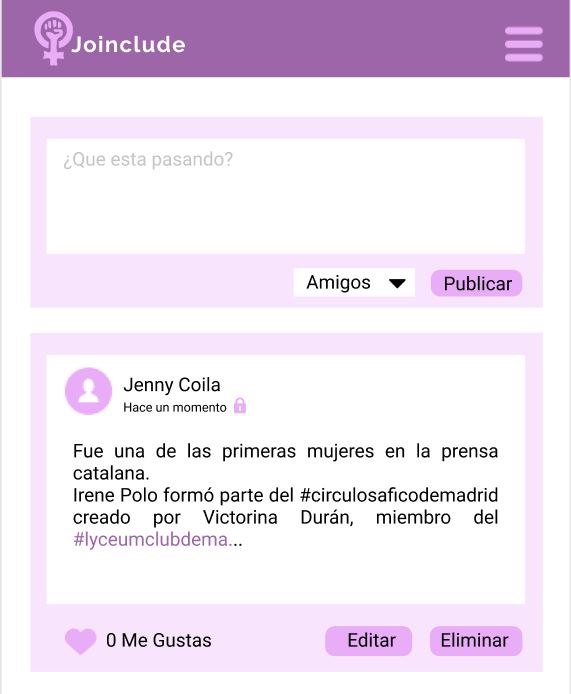 Joinclude
¿Que esta pasando?
Amigos
Publicar
Jenny Coila
Hace un momento
Fue una de las primeras mujeres en la prensa
catalana.
Irene Polo formó parte del #circulosaficodemadrid
creado por Victorina Durán, miembro del
#lyceumclubdema...
0 Me Gustas
Editar
Eliminar